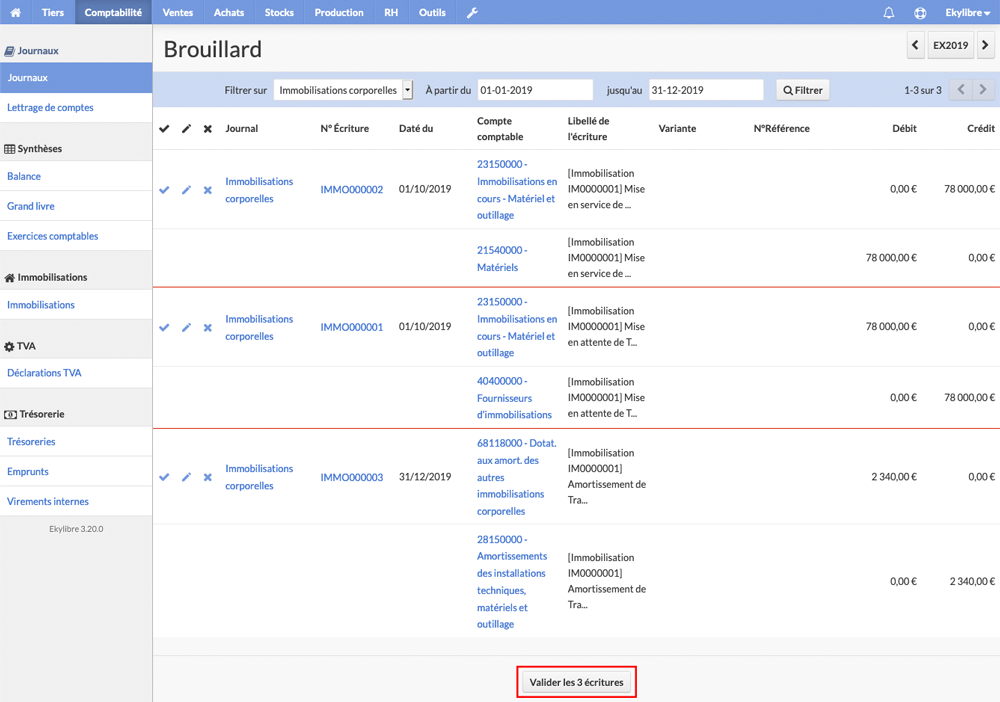 Tiers Comptabilité Ventes Achats Stocks Production RH Outils Ekylibre
Journaux
Journaux
Lettrage de comptes
Synthèses
Balance
Grand livre
Exercices comptables
Immobilisations
Immobilisations
TVA
Déclarations TVA
Trésorerie
Trésoreries
Emprunts
Virements internes
Ekylibre 3.20.0
Brouillard
EX2019
Filtrer sur Immobilisations corporelles À partir du 01-01-2019 jusqu'au 31-12-2019 Filtrer 1-3 sur 3
Journal N° Écriture Daté du Compte comptable Libellé de l'écriture Variante N°Référence Débit Crédit
Immobilisations corporelles IMMO000002 01/10/2019 23150000 - Immobilisations en cours - Matériel et outillage [Immobilisation IM0000001] Mise en service de ... 0,00 € 78 000,00 €
21540000 - Matériels [Immobilisation IM0000001] Mise en service de ... 78 000,00 € 0,00 €
Immobilisations corporelles IMMO000001 01/10/2019 23150000 - Immobilisations en cours - Matériel et outillage [Immobilisation IM0000001] Mise en attente de T... 78 000,00 € 0,00 €
40400000 - Fournisseurs d'immobilisations [Immobilisation IM0000001] Mise en attente de T... 0,00 € 78 000,00 €
Immobilisations corporelles IMMO000003 31/12/2019 68118000 - Dotat. aux amort. des autres immobilisations corporelles [Immobilisation IM0000001] Amortissement de Tra... 2 340,00 € 0,00 €
28150000 - Amortissements des installations techniques, matériels et outillage [Immobilisation IM0000001] Amortissement de Tra... 0,00 € 2 340,00 €
Valider les 3 écritures